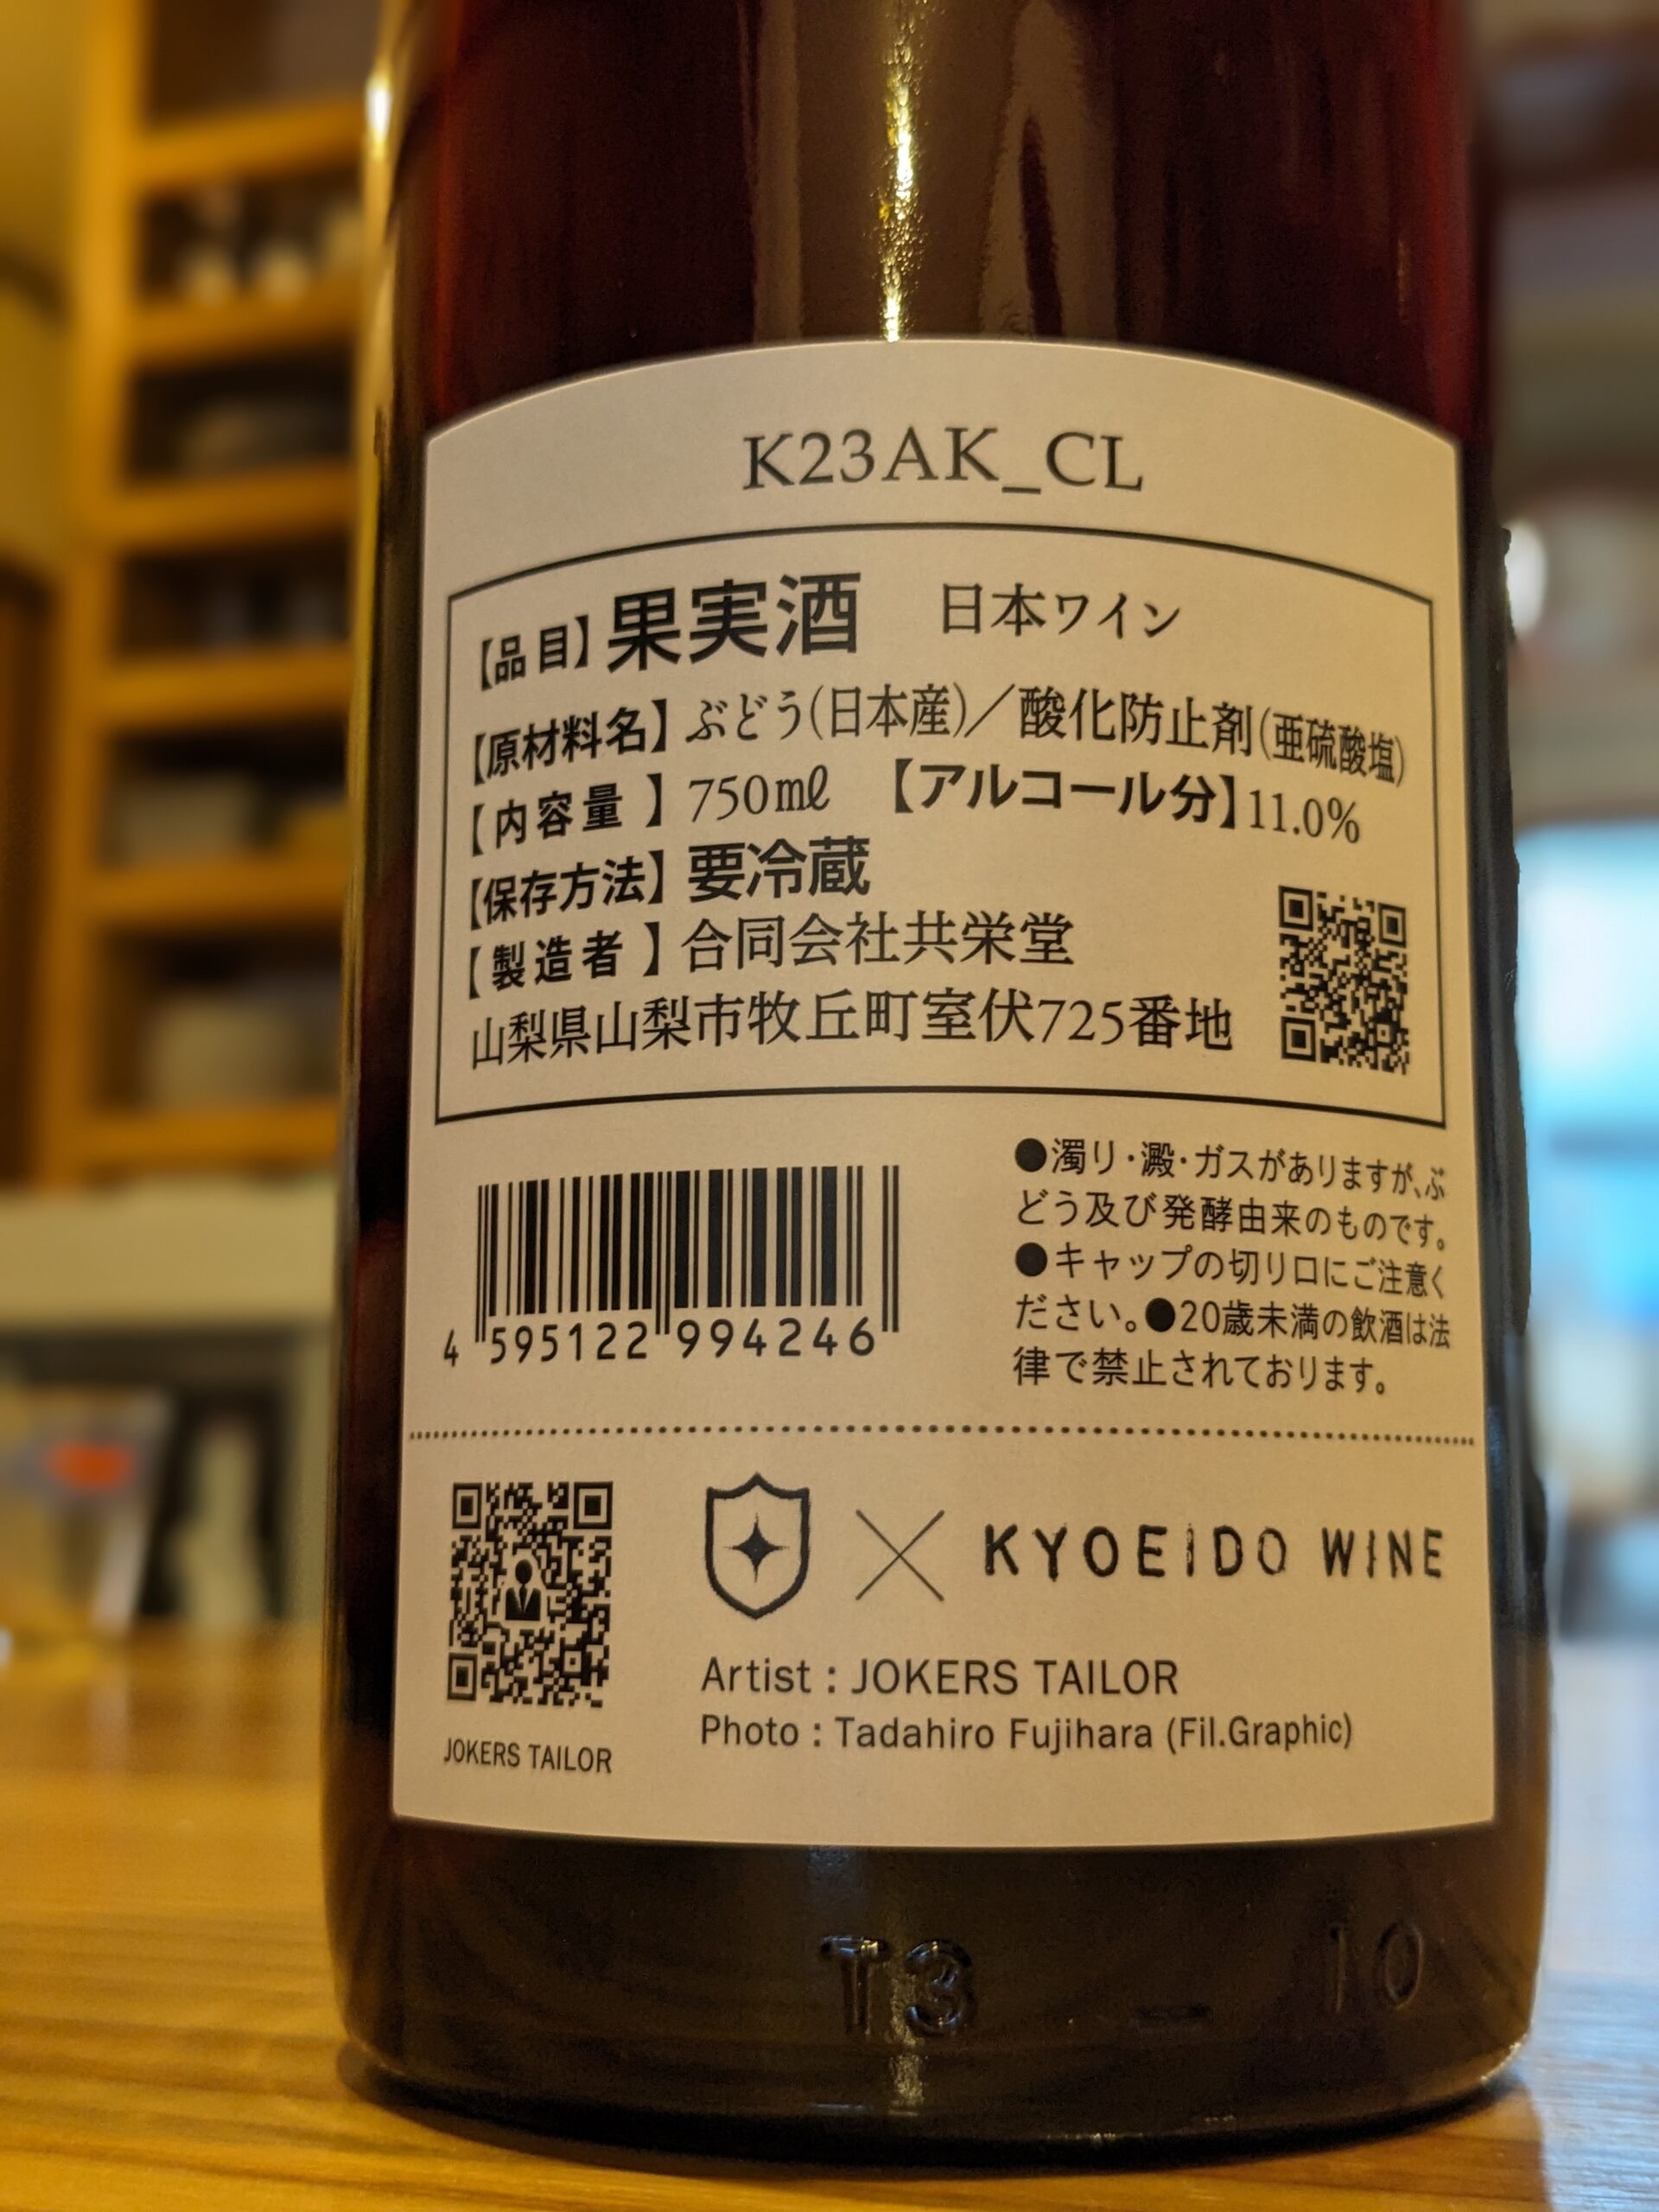 K23AK_CL
【品目】果実酒 日本ワイン
【原材料名】ぶどう(日本産)／酸化防止剤(亜硫酸塩)
【内容量】750㎖ 【アルコール分】11.0%
【保存方法】要冷蔵
【製造者】合同会社共栄堂
山梨県山梨市牧丘町室伏725番地
●濁り・澱・ガスがありますが、ぶ
どう及び発酵由来のものです。
●キャップの切り口にご注意く
ださい。●20歳未満の飲酒は法
律で禁止されております。
4 595122 994246
KYOEIDO WINE
Artist : JOKERS TAILOR
Photo : Tadahiro Fujihara (Fil.Graphic)
JOKERS TAILOR
T3 10